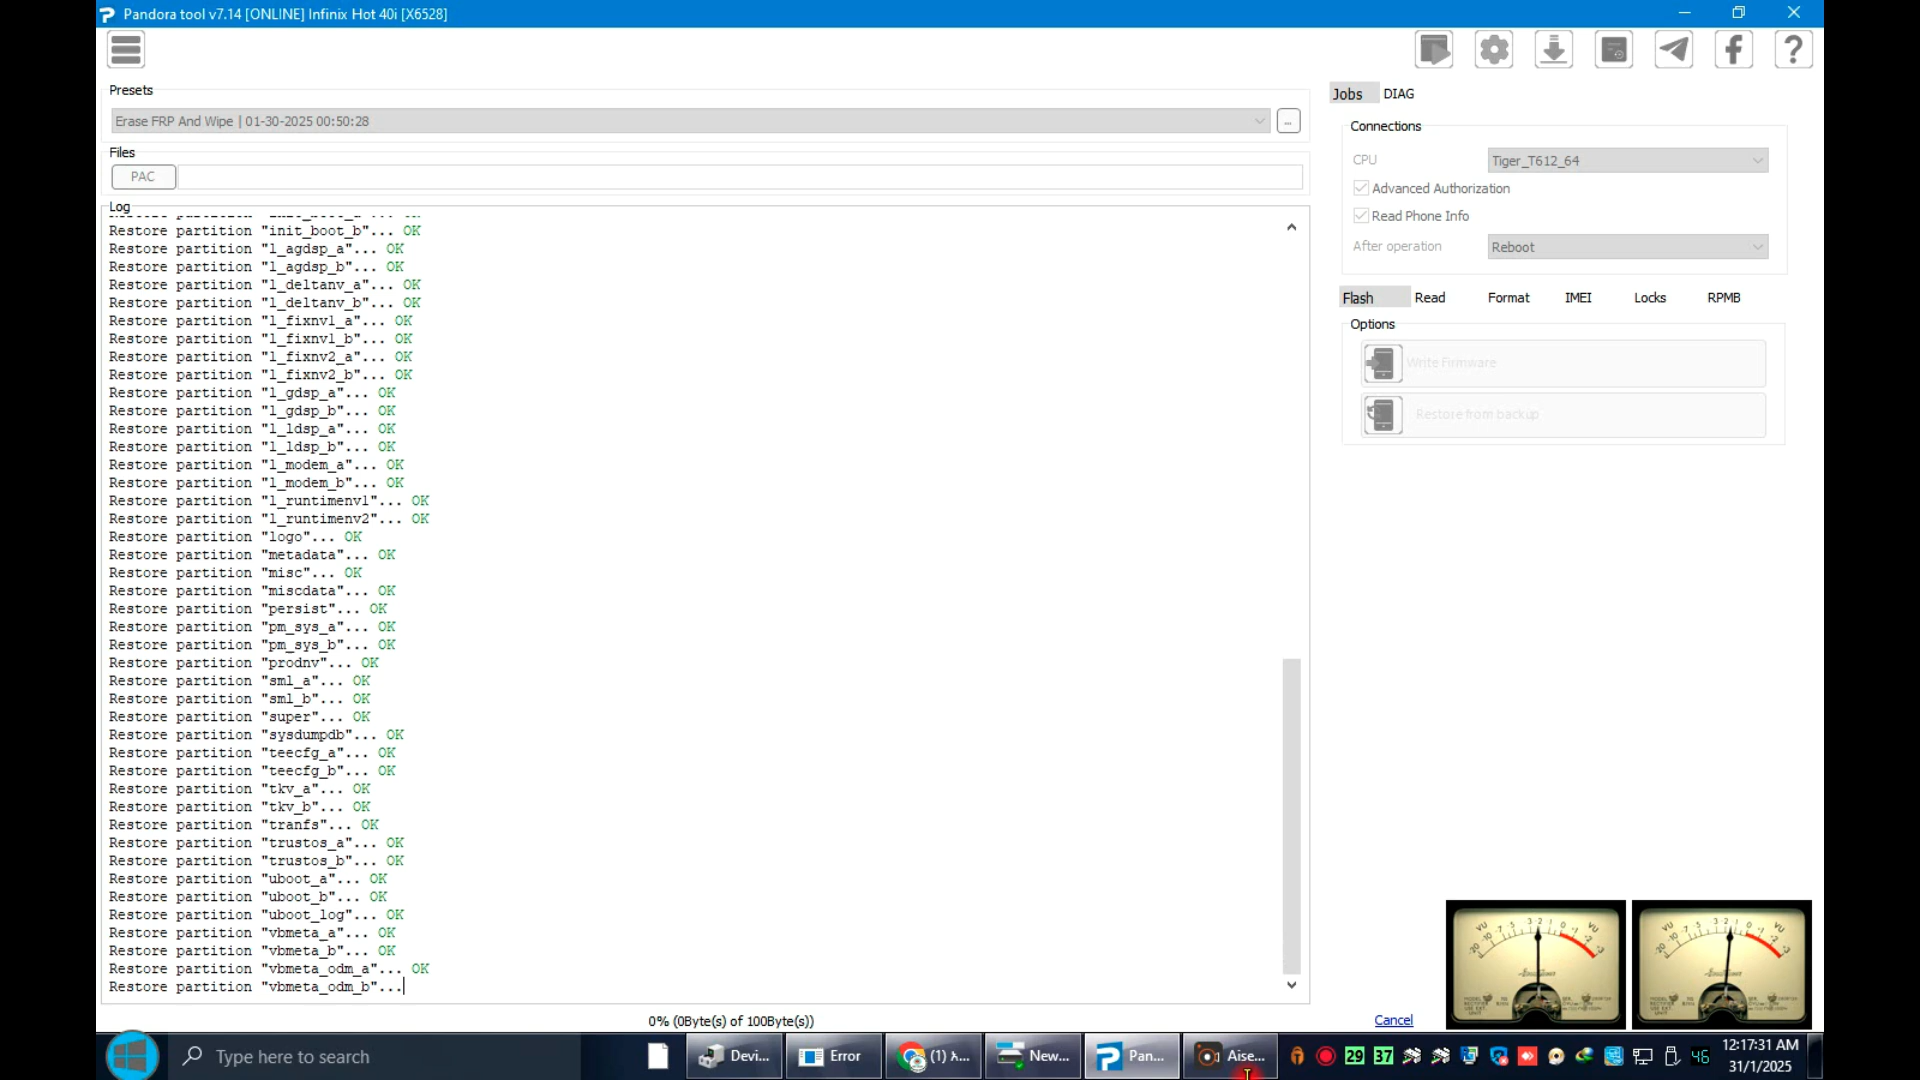 Pandora tool v7.14 [ONLINE] Infinix Hot 40i [X6528]
Presets
Erase FRP And Wipe | 01-30-2025 00:50:28
...
Files
PAC
Log
Restore partition "init_boot_b"... OK
Restore partition "l_agdsp_a"... OK
Restore partition "l_agdsp_b"... OK
Restore partition "l_deltanv_a"... OK
Restore partition "l_deltanv_b"... OK
Restore partition "l_fixnv1_a"... OK
Restore partition "l_fixnv1_b"... OK
Restore partition "l_fixnv2_a"... OK
Restore partition "l_fixnv2_b"... OK
Restore partition "l_gdsp_a"... OK
Restore partition "l_gdsp_b"... OK
Restore partition "l_ldsp_a"... OK
Restore partition "l_ldsp_b"... OK
Restore partition "l_modem_a"... OK
Restore partition "l_modem_b"... OK
Restore partition "l_runtimenv1"... OK
Restore partition "l_runtimenv2"... OK
Restore partition "logo"... OK
Restore partition "metadata"... OK
Restore partition "misc"... OK
Restore partition "miscdata"... OK
Restore partition "persist"... OK
Restore partition "pm_sys_a"... OK
Restore partition "pm_sys_b"... OK
Restore partition "prodnv"... OK
Restore partition "sml_a"... OK
Restore partition "sml_b"... OK
Restore partition "super"... OK
Restore partition "sysdumpdb"... OK
Restore partition "teecfg_a"... OK
Restore partition "teecfg_b"... OK
Restore partition "tkv_a"... OK
Restore partition "tkv_b"... OK
Restore partition "tranfs"... OK
Restore partition "trustos_a"... OK
Restore partition "trustos_b"... OK
Restore partition "uboot_a"... OK
Restore partition "uboot_b"... OK
Restore partition "uboot_log"... OK
Restore partition "vbmeta_a"... OK
Restore partition "vbmeta_b"... OK
Restore partition "vbmeta_odm_a"... OK
Restore partition "vbmeta_odm_b"...
0% (0Byte(s) of 100Byte(s))
Cancel
Jobs DIAG
Connections
CPU Tiger_T612_64
Advanced Authorization
Read Phone Info
After operation Reboot
Flash Read Format IMEI Locks RPMB
Options
Write Firmware
Restore from backup
VU VU
Type here to search
Devi... Error (1) ... New... Pan... Aise...
29 37 46
12:17:31 AM
31/1/2025